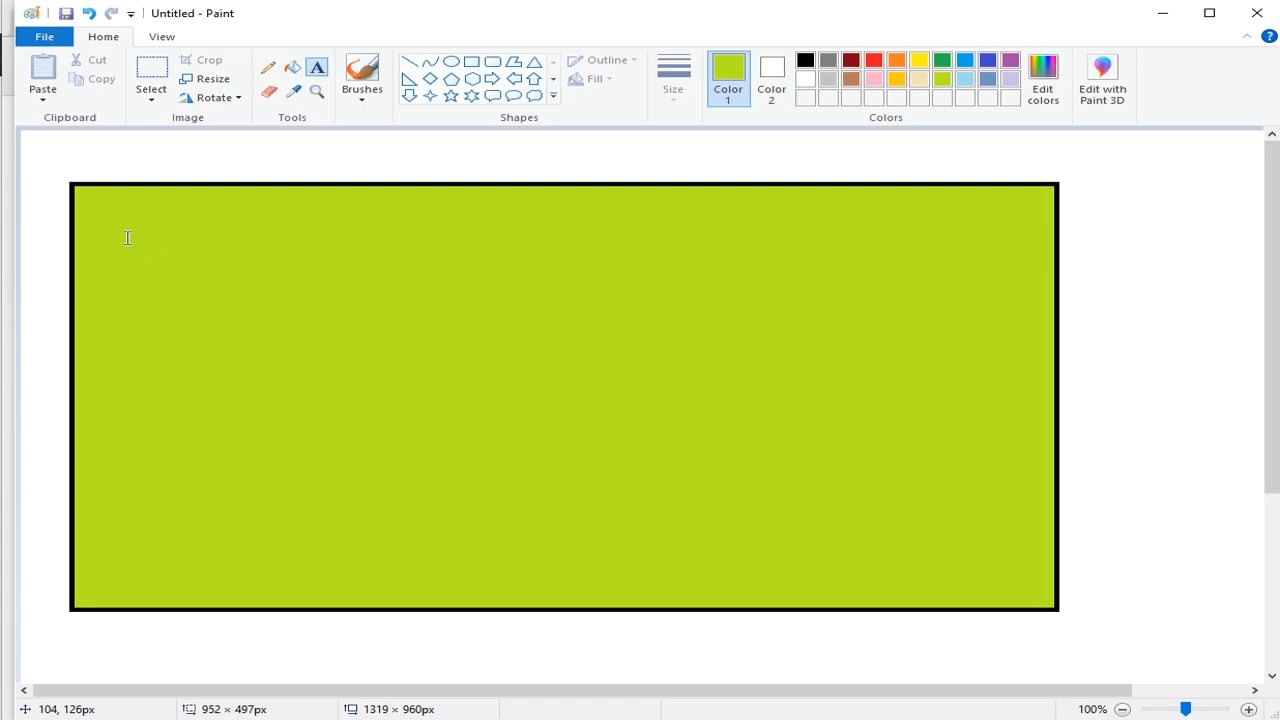 Untitled - Paint
File Home View
Paste
Cut
Copy
Clipboard
Select
Crop
Resize
Rotate
Image
A
Tools
Brushes
Outline
Fill
Shapes
Size
Color 1
Color 2
Edit colors
Colors
Edit with Paint 3D
104, 126px 952 × 497px 1319 × 960px 100%